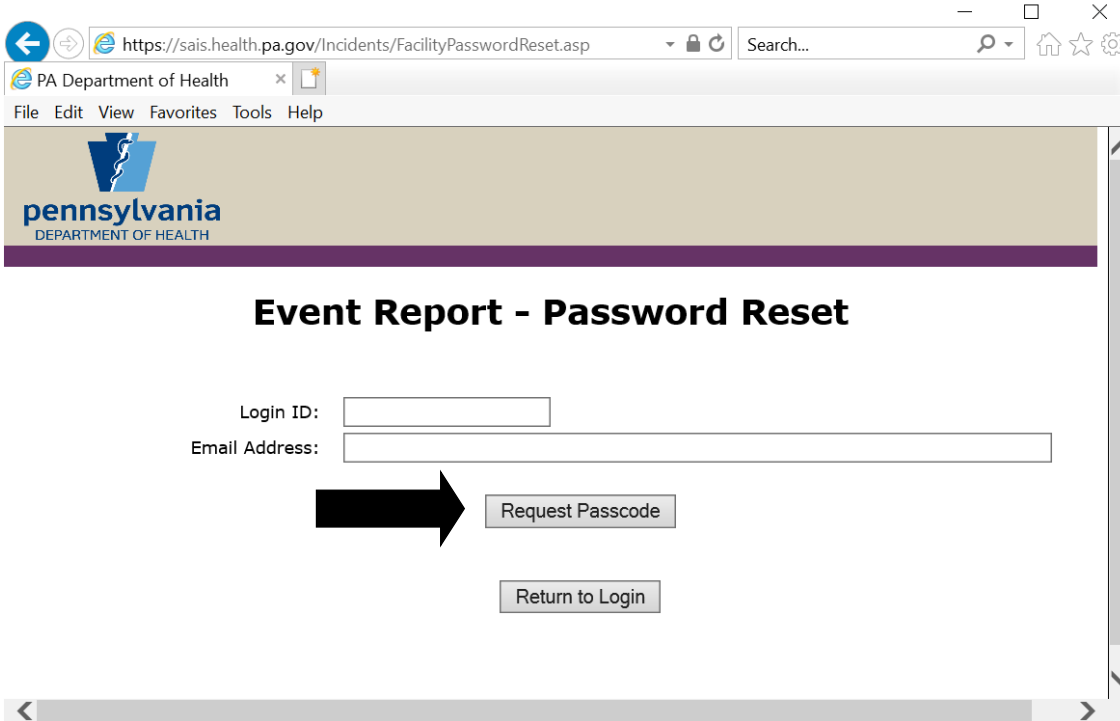 https://sais.health.pa.gov/Incidents/FacilityPasswordReset.asp
Search...
PA Department of Health
File Edit View Favorites Tools Help
pennsylvania
DEPARTMENT OF HEALTH
Event Report - Password Reset
Login ID:
Email Address:
Request Passcode
Return to Login